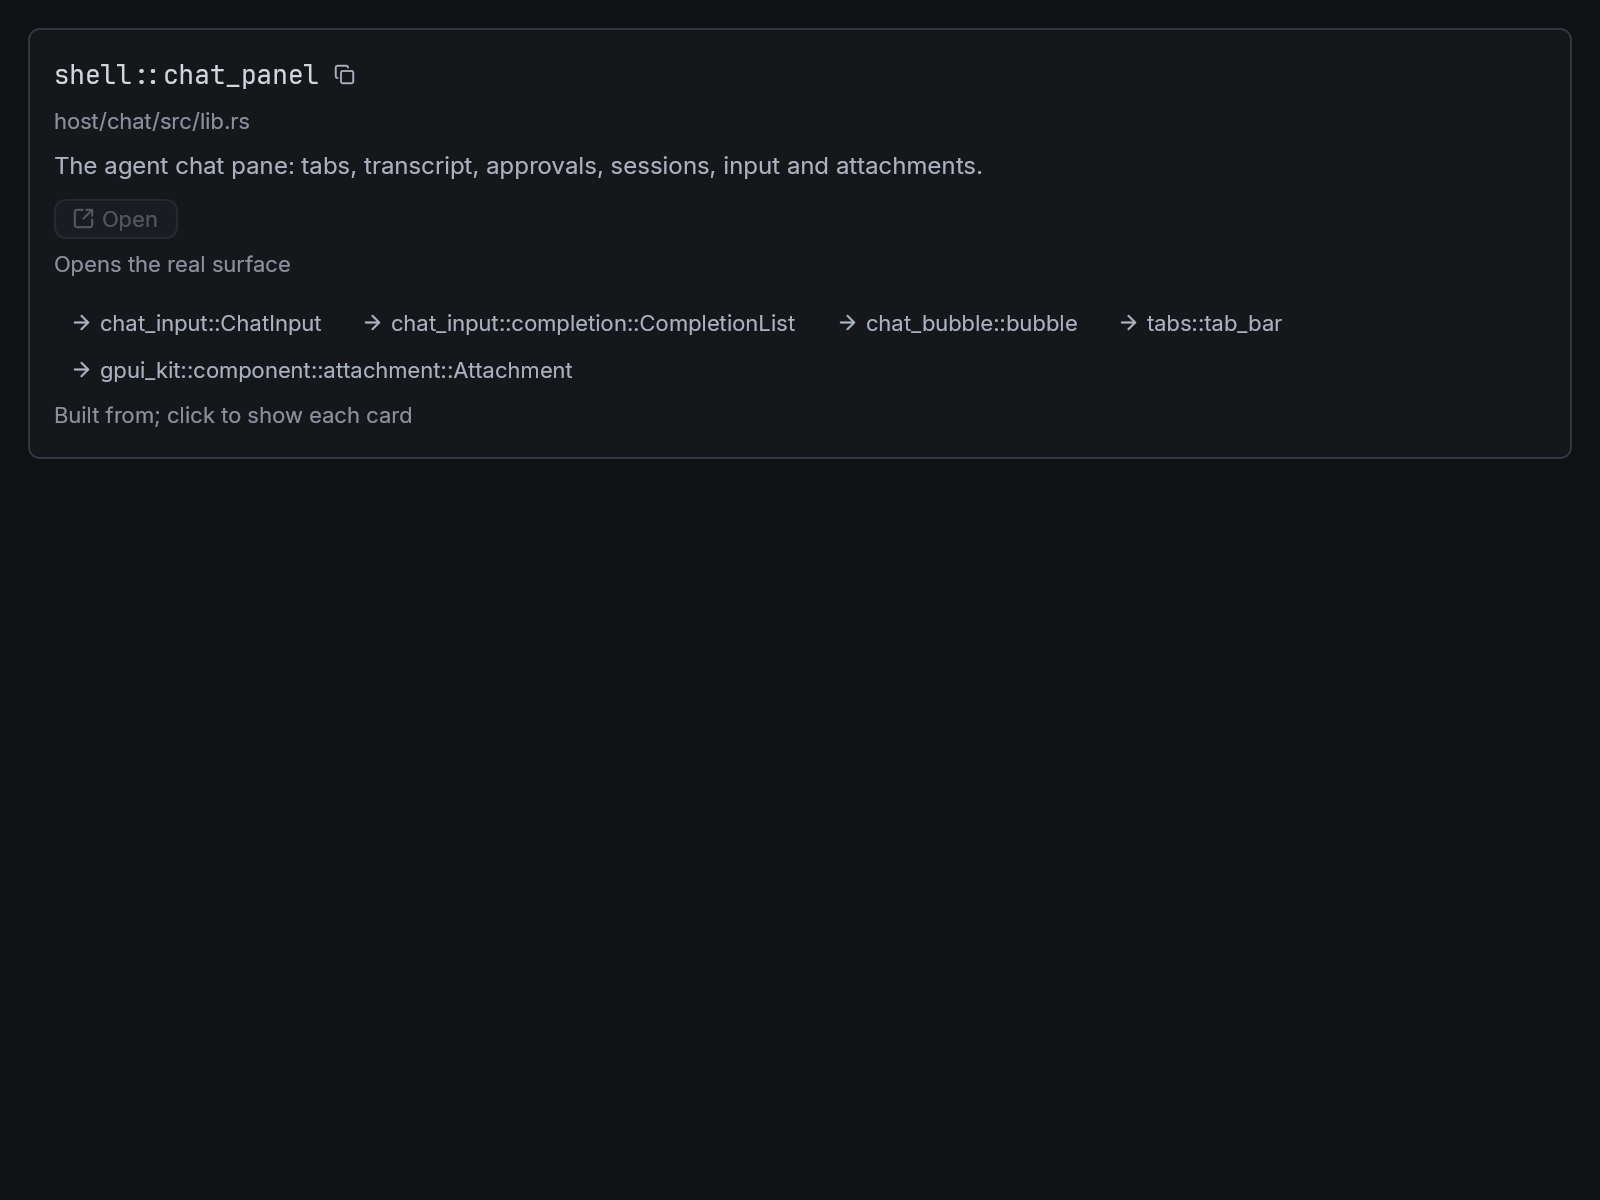 shell::chat_panel
host/chat/src/lib.rs
The agent chat pane: tabs, transcript, approvals, sessions, input and attachments.
Open
Opens the real surface
→ chat_input::ChatInput → chat_input::completion::CompletionList → chat_bubble::bubble → tabs::tab_bar
→ gpui_kit::component::attachment::Attachment
Built from; click to show each card